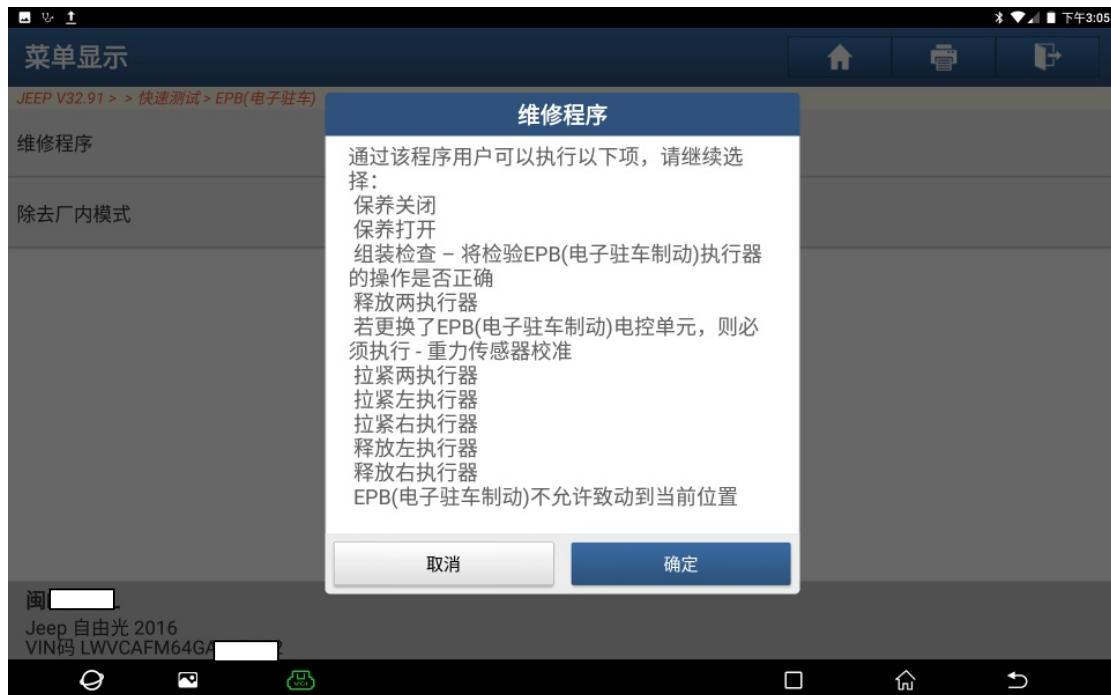 下午3:05
菜单显示
JEEP V32.91 > > 快速测试 > EPB(电子驻车)
维修程序
除去厂内模式
维修程序
通过该程序用户可以执行以下项，请继续选
择：
保养关闭
保养打开
组装检查 – 将检验EPB(电子驻车制动)执行器
的操作是否正确
释放两执行器
若更换了EPB(电子驻车制动)电控单元，则必
须执行 - 重力传感器校准
拉紧两执行器
拉紧左执行器
拉紧右执行器
释放左执行器
释放右执行器
EPB(电子驻车制动)不允许致动到当前位置
取消
确定
闽
Jeep 自由光 2016
VIN码 LWVCAFM64GA
VCI